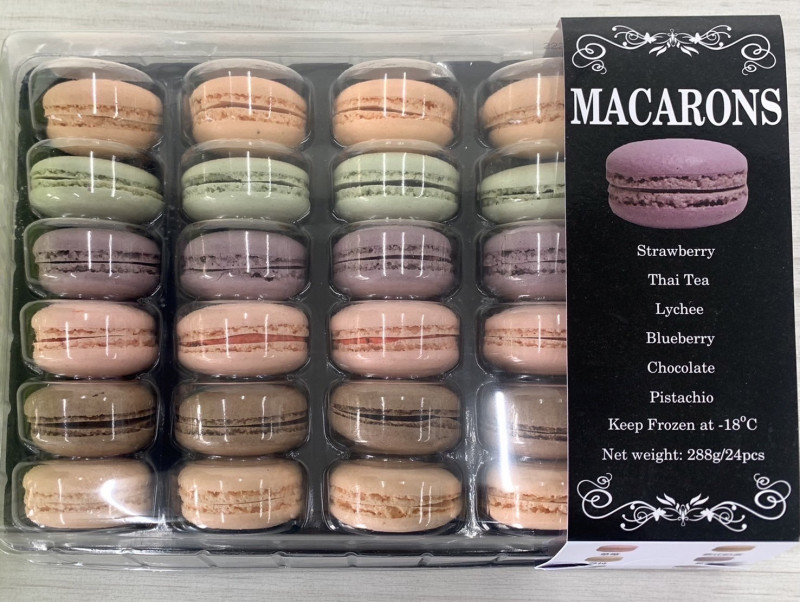 MACARONS
Strawberry
Thai Tea
Lychee
Blueberry
Chocolate
Pistachio
Keep Frozen at -18°C
Net weight: 288g/24pcs